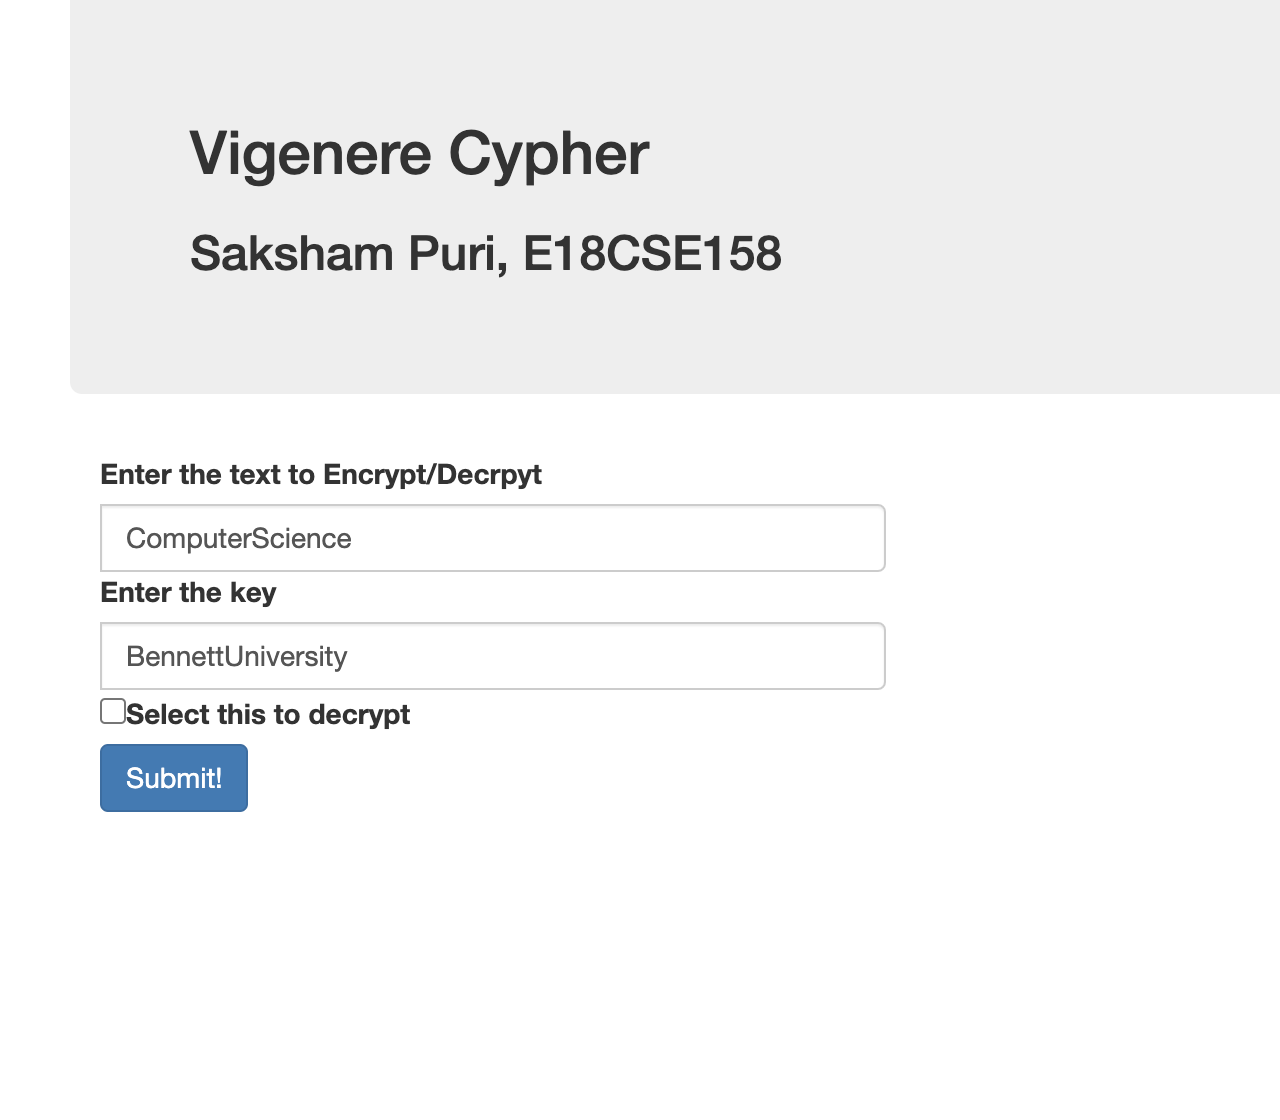 Vigenere Cypher
Saksham Puri, E18CSE158
Enter the text to Encrypt/Decrpyt
ComputerScience
Enter the key
BennettUniversity
Select this to decrypt
Submit!